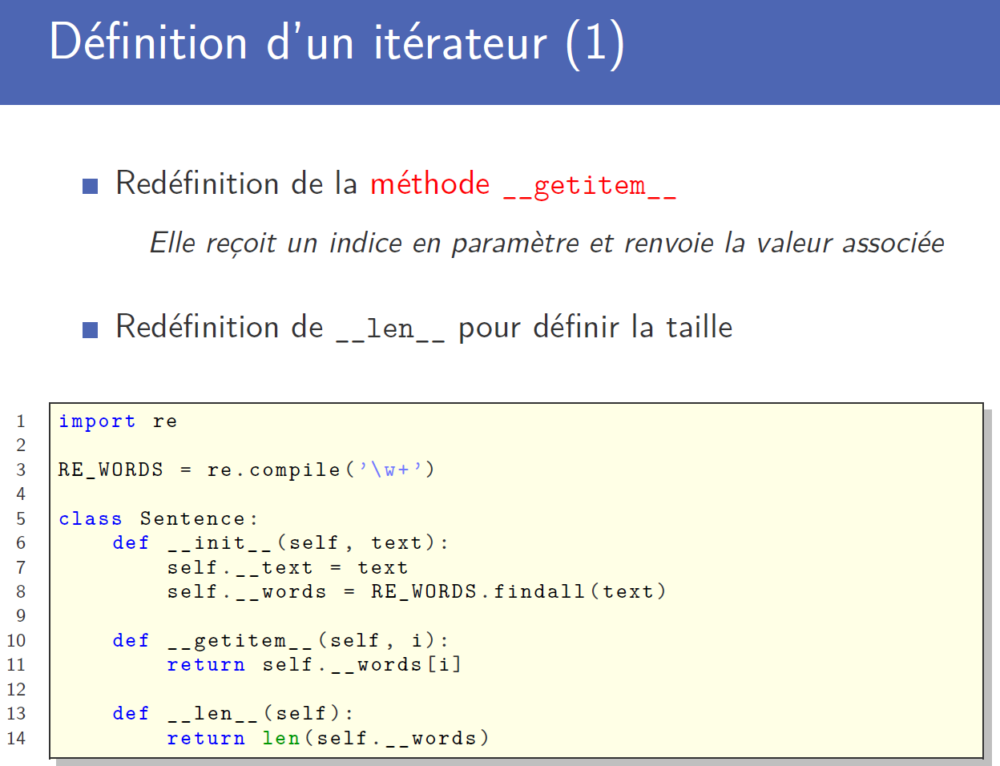 Définition d'un itérateur (1)
Redéfinition de la méthode __getitem__
Elle reçoit un indice en paramètre et renvoie la valeur associée
Redéfinition de __len__ pour définir la taille
1 import re
2
3 RE_WORDS = re.compile('\w+')
4
5 class Sentence:
6     def __init__(self, text):
7         self.__text = text
8         self.__words = RE_WORDS.findall(text)
9
10     def __getitem__(self, i):
11         return self.__words[i]
12
13     def __len__(self):
14         return len(self.__words)